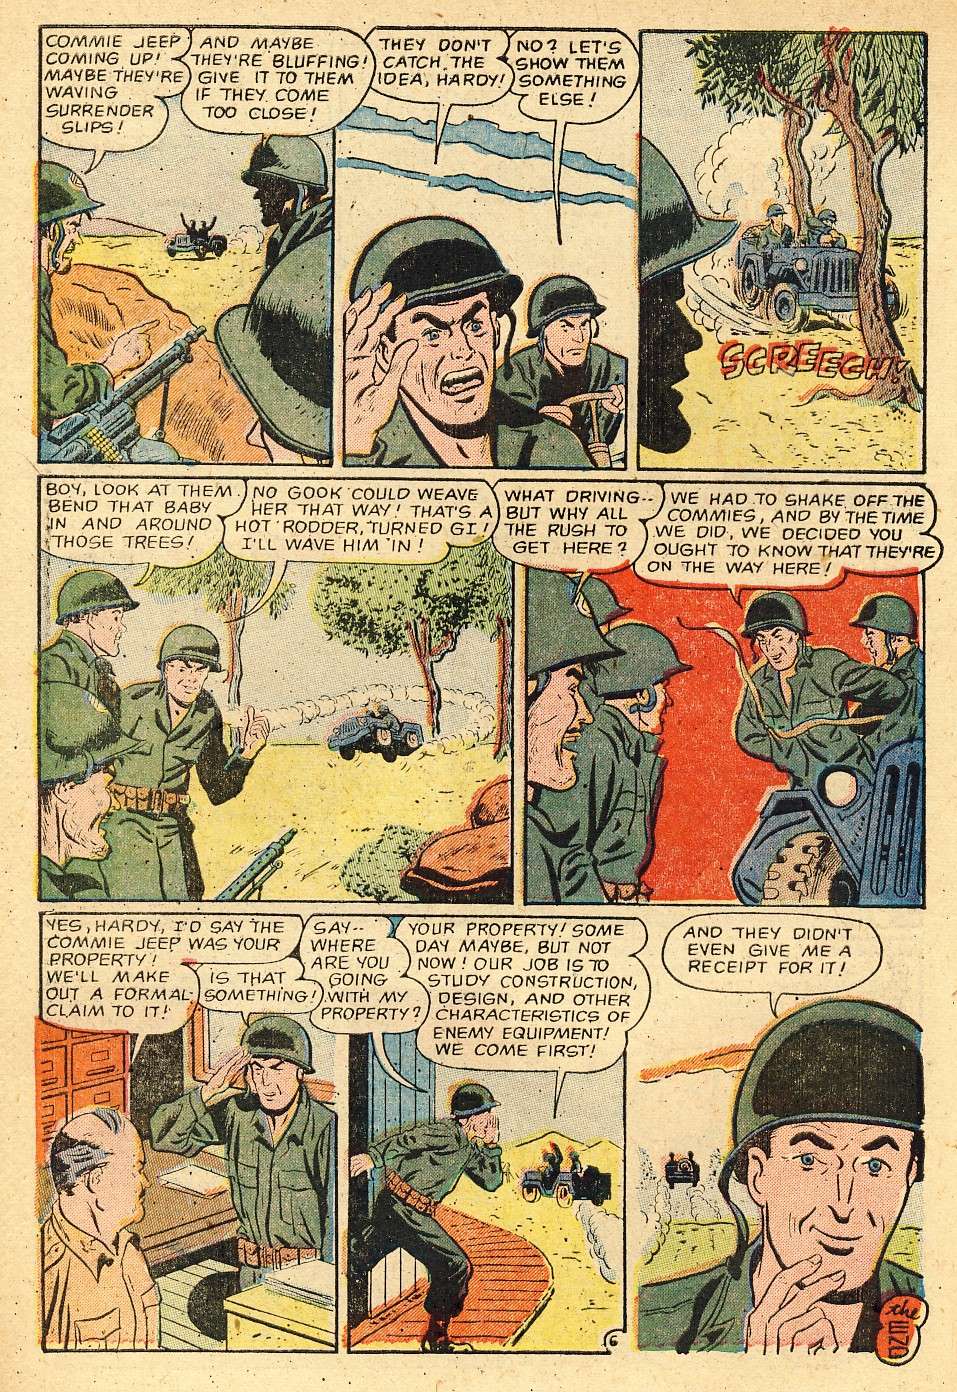 COMMIE JEEP
COMING UP!
MAYBE THEY'RE
WAVING
SURRENDER
SLIPS!
AND MAYBE
THEY'RE BLUFFING!
GIVE IT TO THEM
IF THEY COME
TOO CLOSE!
THEY DON'T
CATCH THE
IDEA, HARDY!
NO? LET'S
SHOW THEM
SOMETHING
ELSE!
SCREECH!
BOY, LOOK AT THEM
BEND THAT BABY
IN AND AROUND
THOSE TREES!
NO GOOK COULD WEAVE
HER THAT WAY! THAT'S A
HOT RODDER, TURNED GI!
I'LL WAVE HIM IN!
WHAT DRIVING--
BUT WHY ALL
THE RUSH TO
GET HERE?
WE HAD TO SHAKE OFF THE
COMMIES, AND BY THE TIME
WE DID, WE DECIDED YOU
OUGHT TO KNOW THAT THEY'RE
ON THE WAY HERE!
YES, HARDY, I'D SAY THE
COMMIE JEEP WAS YOUR
PROPERTY!
WE'LL MAKE
OUT A FORMAL
CLAIM TO IT!
IS THAT
SOMETHING!
SAY--
WHERE
ARE YOU
GOING
WITH MY
PROPERTY?
YOUR PROPERTY! SOME
DAY MAYBE, BUT NOT
NOW! OUR JOB IS TO
STUDY CONSTRUCTION,
DESIGN, AND OTHER
CHARACTERISTICS OF
ENEMY EQUIPMENT!
WE COME FIRST!
AND THEY DIDN'T
EVEN GIVE ME A
RECEIPT FOR IT!
6
the
END